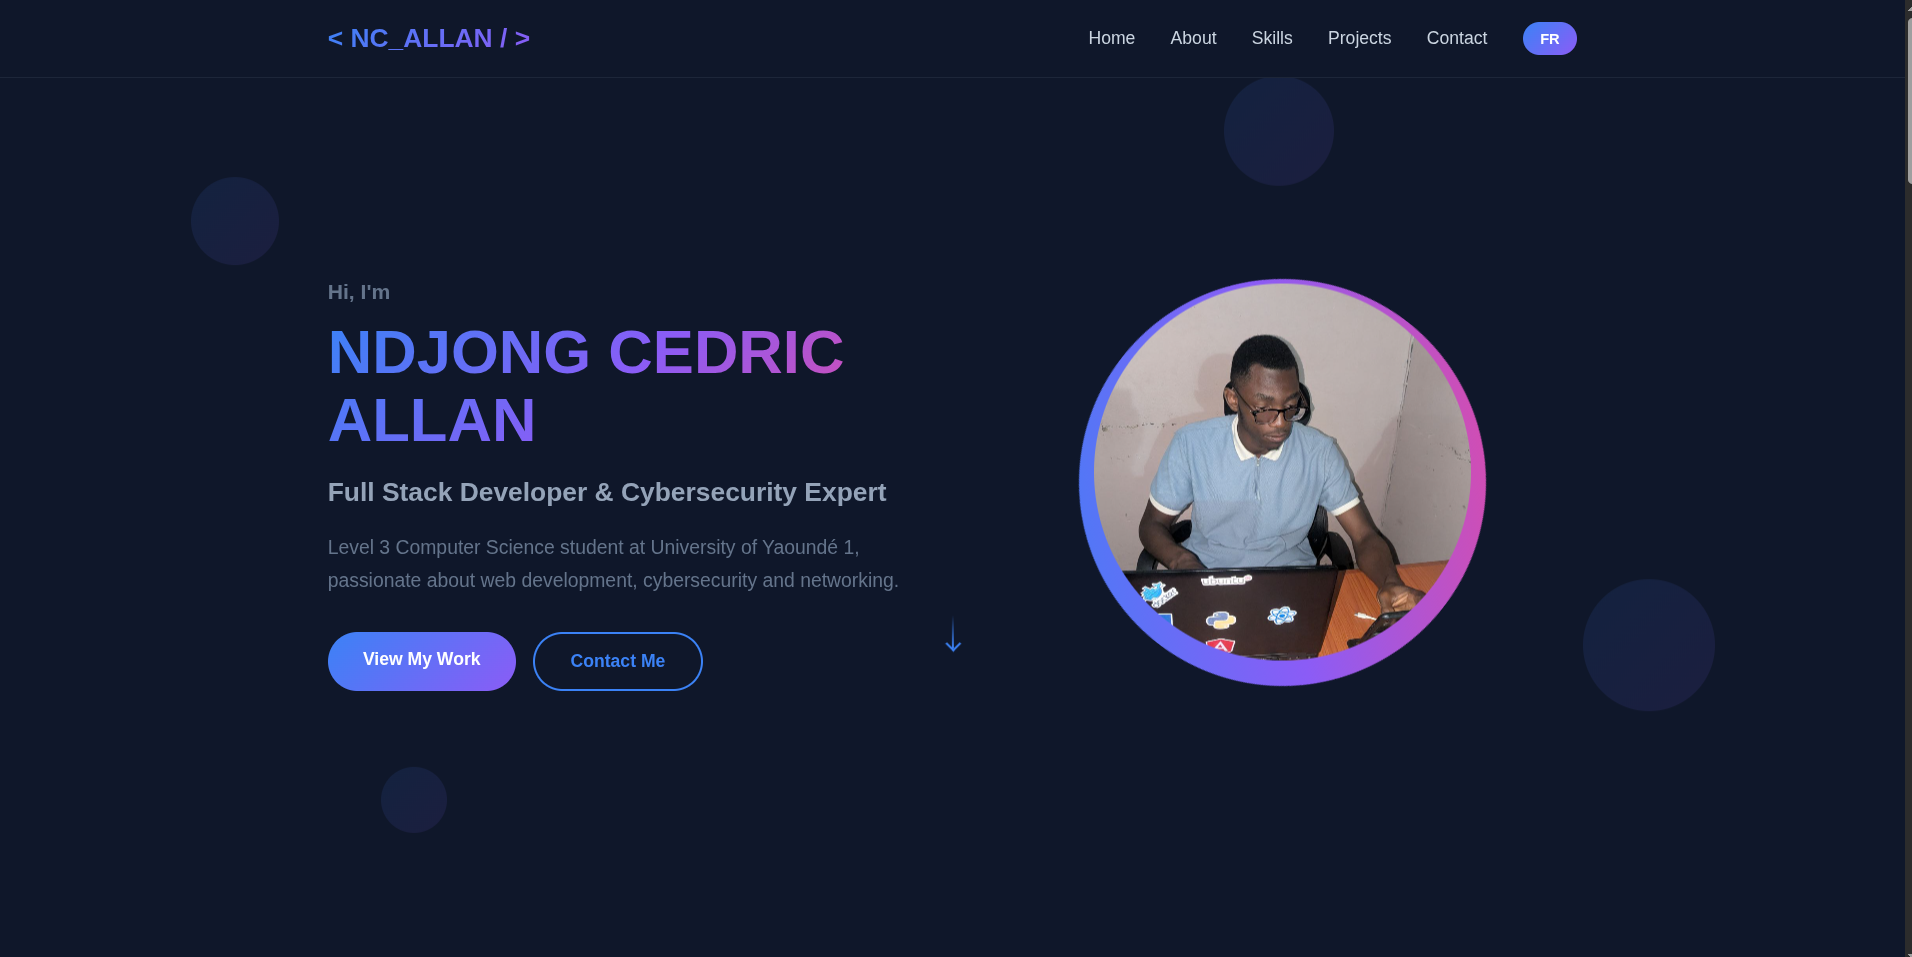 < NC_ALLAN / >
Home About Skills Projects Contact FR
Hi, I'm
NDJONG CEDRIC
ALLAN
Full Stack Developer & Cybersecurity Expert
Level 3 Computer Science student at University of Yaoundé 1,
passionate about web development, cybersecurity and networking.
View My Work Contact Me
ubuntu